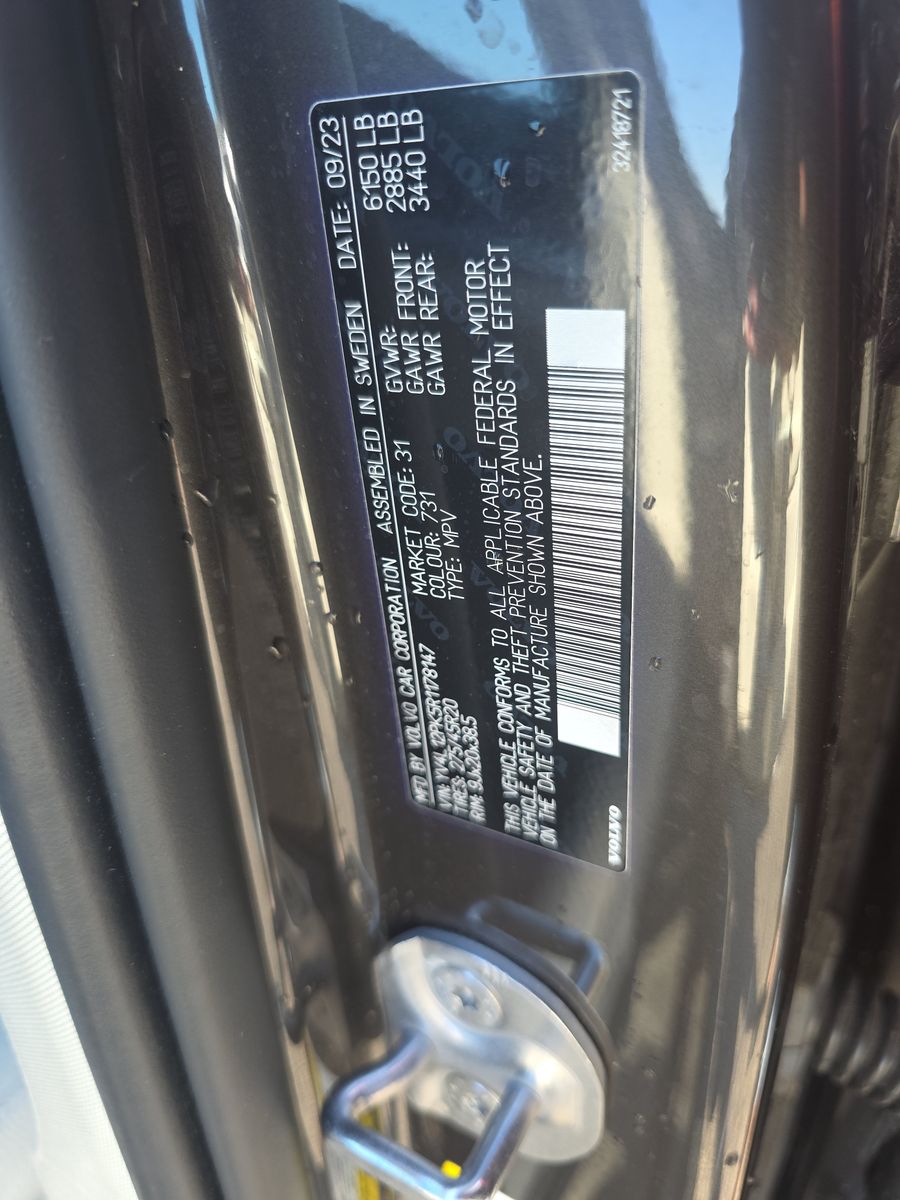 MFD BY VOLVO CAR CORPORATION ASSEMBLED IN SWEDEN DATE: 09/23
VIN: YV4L12PK5R1178147 MARKET CODE: 31 GVWR: 6150 LB
TIRES: 275/45R20 COLOUR: 731 GAWR FRONT: 2885 LB
RIM: 9Jx20x38.5 TYPE: MPV GAWR REAR: 3440 LB
THIS VEHICLE CONFORMS TO ALL APPLICABLE FEDERAL MOTOR
VEHICLE SAFETY AND THEFT PREVENTION STANDARDS IN EFFECT
ON THE DATE OF MANUFACTURE SHOWN ABOVE.
VOLVO 32418721